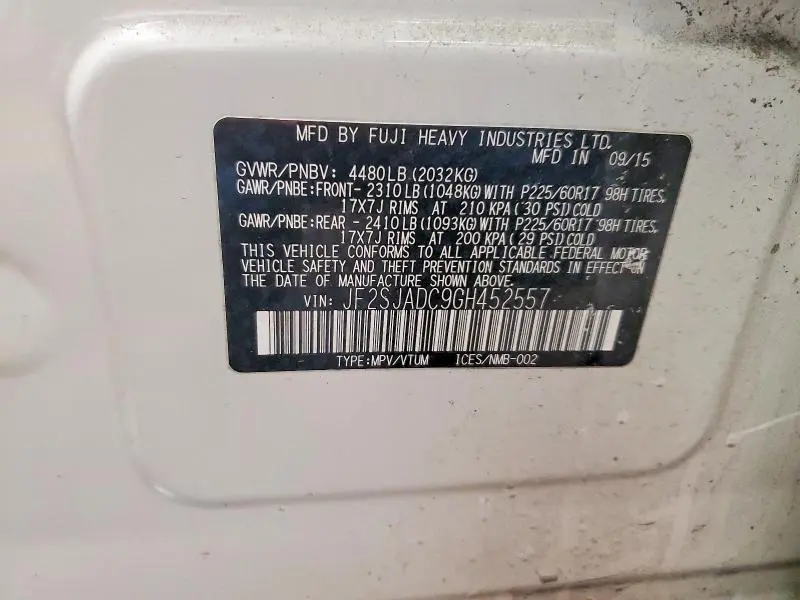 MFD BY FUJI HEAVY INDUSTRIES LTD.
MFD IN 09/15
GVWR/PNBV: 4480LB(2032KG)
GAWR/PNBE:FRONT- 2310LB(1048KG)WITH P225/60R17 98H TIRES,
17X7J RIMS AT 210 KPA(30 PSI)COLD
GAWR/PNBE:REAR - 2410LB(1093KG)WITH P225/60R17 98H TIRES,
17X7J RIMS AT 200 KPA(29 PSI)COLD
THIS VEHICLE CONFORMS TO ALL APPLICABLE FEDERAL MOTOR
VEHICLE SAFETY AND THEFT PREVENTION STANDARDS IN EFFECT ON
THE DATE OF MANUFACTURE SHOWN ABOVE.
VIN: JF2SJADC9GH452557
TYPE:MPV/VTUM ICES/NMB-002